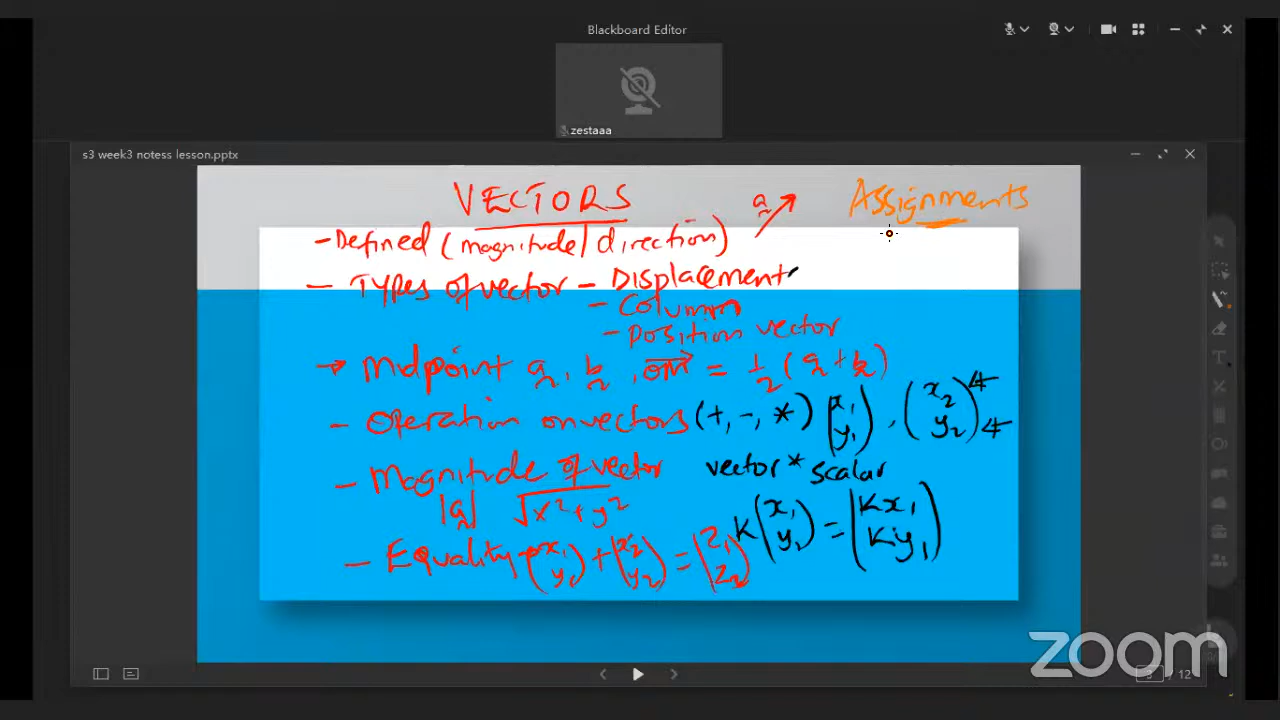 Blackboard Editor
zestaaa
s3 week3 notess lesson.pptx
VECTORS
a
Assignments
- Defined (magnitude/direction)
- Types of vector - Displacement
- Column
- position vector
→ Midpoint a, b, OM = 1/2 (a + b)
- Operation on vectors (+, -, *) (x1 y1), (x2 y2)
- Magnitude of vector
vector * scalar
|a| √x²+y²
K(x1 y1) = (Kx1 Ky1)
- Equality (x1 y1) + (x2 y2) = (z1 z2)
zoom
/ 12